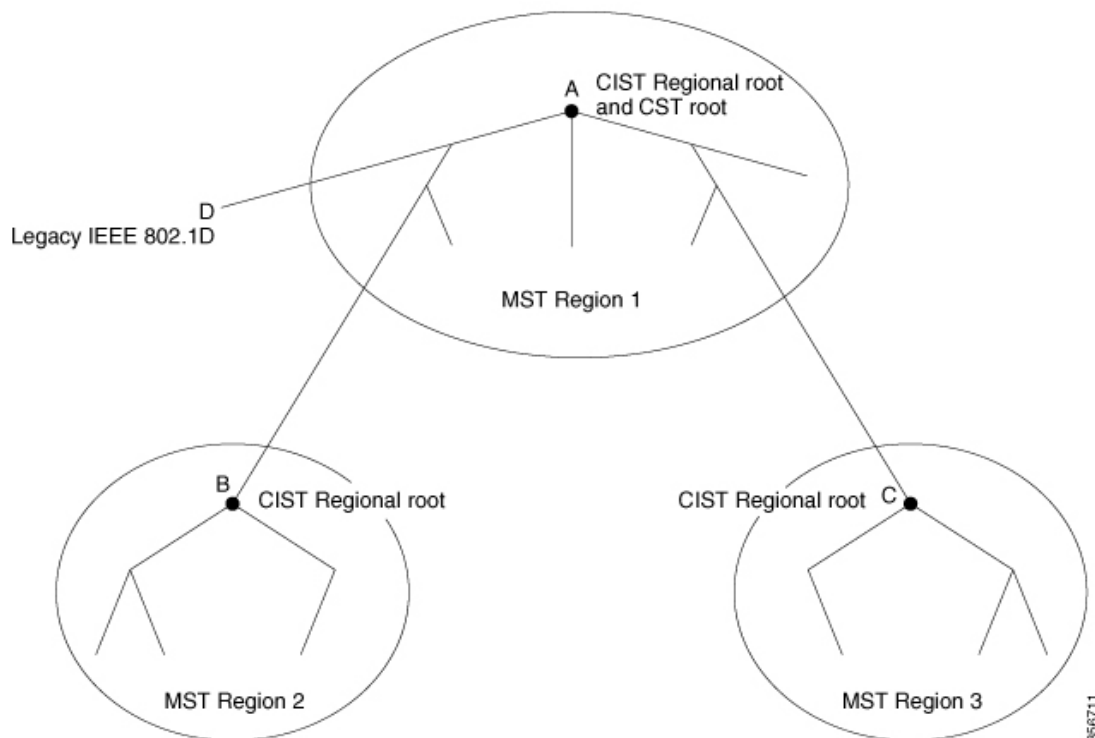 A
CIST Regional root
and CST root
D
Legacy IEEE 802.1D
MST Region 1
B
CIST Regional root
CIST Regional root
C
MST Region 2
MST Region 3